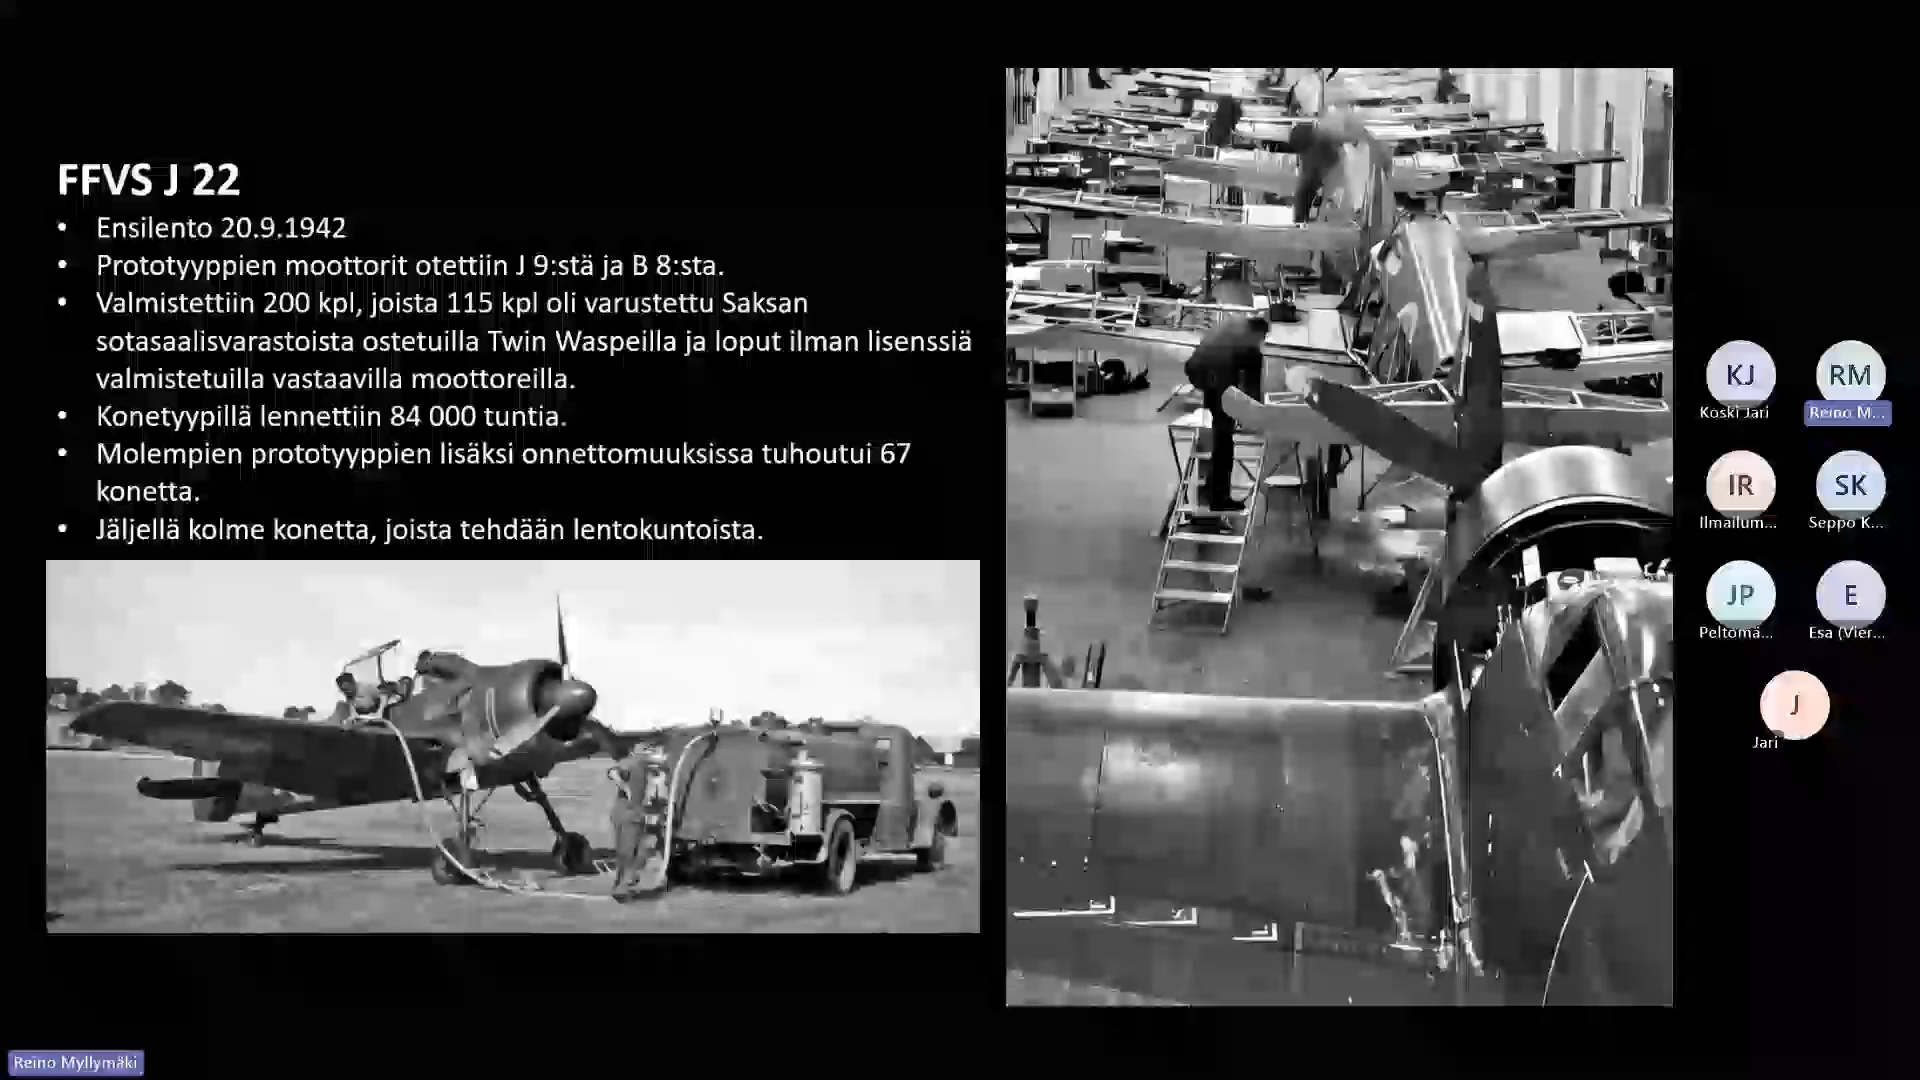 FFVS J 22
• Ensilento 20.9.1942
• Prototyyppien moottorit otettiin J 9:stä ja B 8:sta.
• Valmistettiin 200 kpl, joista 115 kpl oli varustettu Saksan
sotasaalisvarastoista ostetuilla Twin Waspeilla ja loput ilman lisenssiä
valmistetuilla vastaavilla moottoreilla.
• Konetyypillä lennettiin 84 000 tuntia.
• Molempien prototyyppien lisäksi onnettomuuksissa tuhoutui 67
konetta.
• Jäljellä kolme konetta, joista tehdään lentokuntoista.
KJ
Koski Jari
RM
Reino M...
IR
Ilmailum...
SK
Seppo K...
JP
Peltomä...
E
Esa (Vier...
J
Jari
Reino Myllymäki